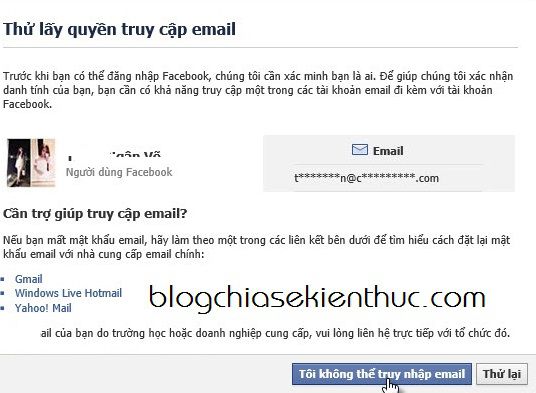 Thử lấy quyền truy cập email
Trước khi bạn có thể đăng nhập Facebook, chúng tôi cần xác minh bạn là ai. Để giúp chúng tôi xác nhận
danh tính của bạn, bạn cần có khả năng truy cập một trong các tài khoản email đi kèm với tài khoản
Facebook.
Võ
Người dùng Facebook
Email
t*******n@c*********.com
Cần trợ giúp truy cập email?
Nếu bạn mất mật khẩu email, hãy làm theo một trong các liên kết bên dưới để tìm hiểu cách đặt lại mật
khẩu email với nhà cung cấp email chính:
Gmail
Windows Live Hotmail
Yahoo! Mail
blogchiasekienthuc.com
ail của bạn do trường học hoặc doanh nghiệp cung cấp, vui lòng liên hệ trực tiếp với tổ chức đó.
Tôi không thể truy nhập email
Thử lại